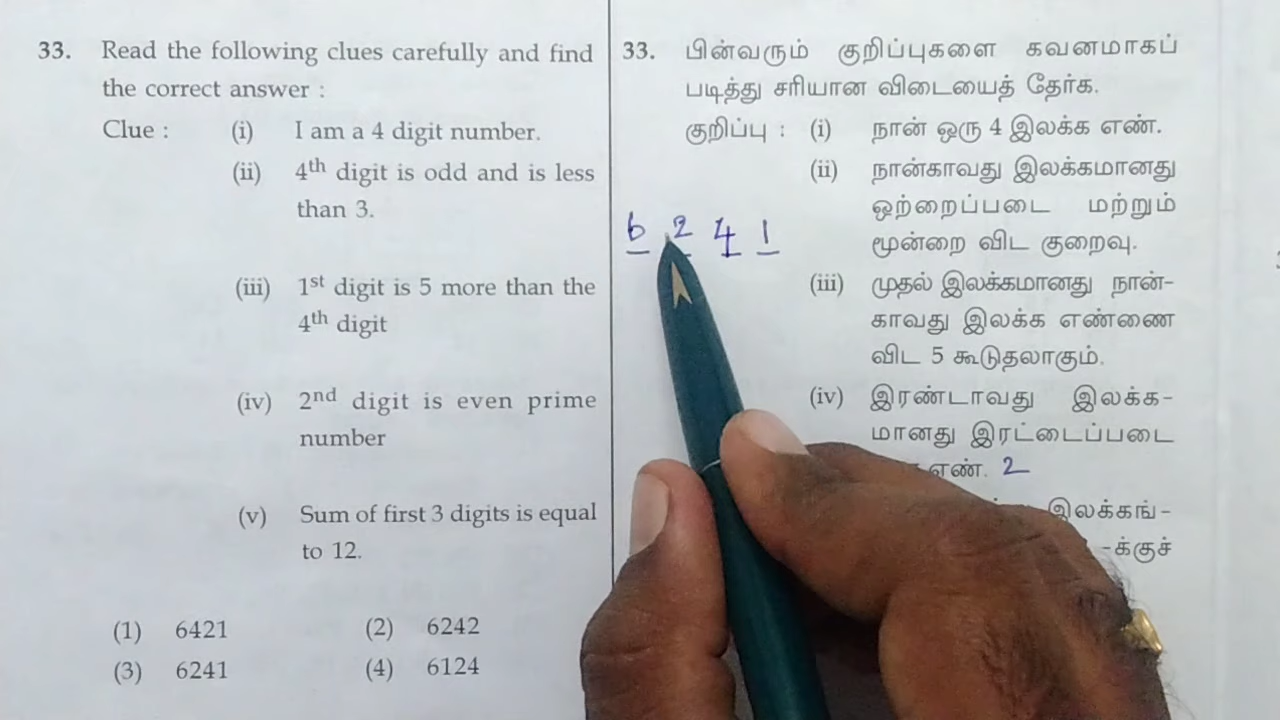 33. Read the following clues carefully and find
the correct answer :
Clue : (i) I am a 4 digit number.
(ii) 4th digit is odd and is less
than 3.
(iii) 1st digit is 5 more than the
4th digit
(iv) 2nd digit is even prime
number
(v) Sum of first 3 digits is equal
to 12.
(1) 6421 (2) 6242
(3) 6241 (4) 6124
33. பின்வரும் குறிப்புகளை கவனமாகப்
படித்து சரியான விடையைத் தேர்க.
குறிப்பு : (i) நான் ஒரு 4 இலக்க எண்.
(ii) நான்காவது இலக்கமானது
ஒற்றைப்படை மற்றும்
மூன்றை விட குறைவு.
6 2 4 1
(iii) முதல் இலக்கமானது நான்-
காவது இலக்க எண்ணை
விட 5 கூடுதலாகும்.
(iv) இரண்டாவது இலக்க-
மானது இரட்டைப்படை
எண். 2
இலக்கங்-
-க்குச்